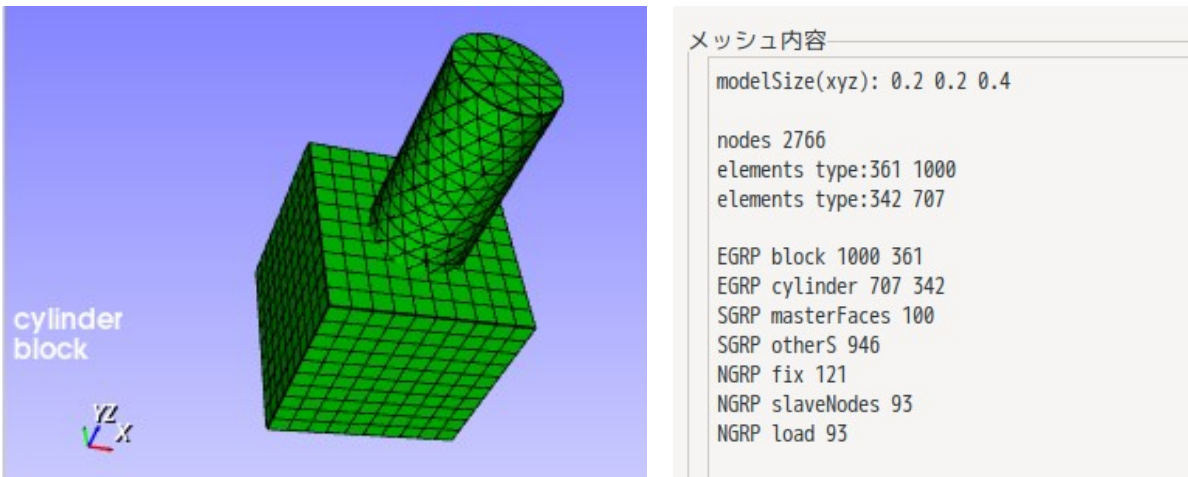 cylinder
block
YZ
X
メッシュ内容
modelSize(xyz): 0.2 0.2 0.4
nodes 2766
elements type:361 1000
elements type:342 707
EGRP block 1000 361
EGRP cylinder 707 342
SGRP masterFaces 100
SGRP otherS 946
NGRP fix 121
NGRP slaveNodes 93
NGRP load 93